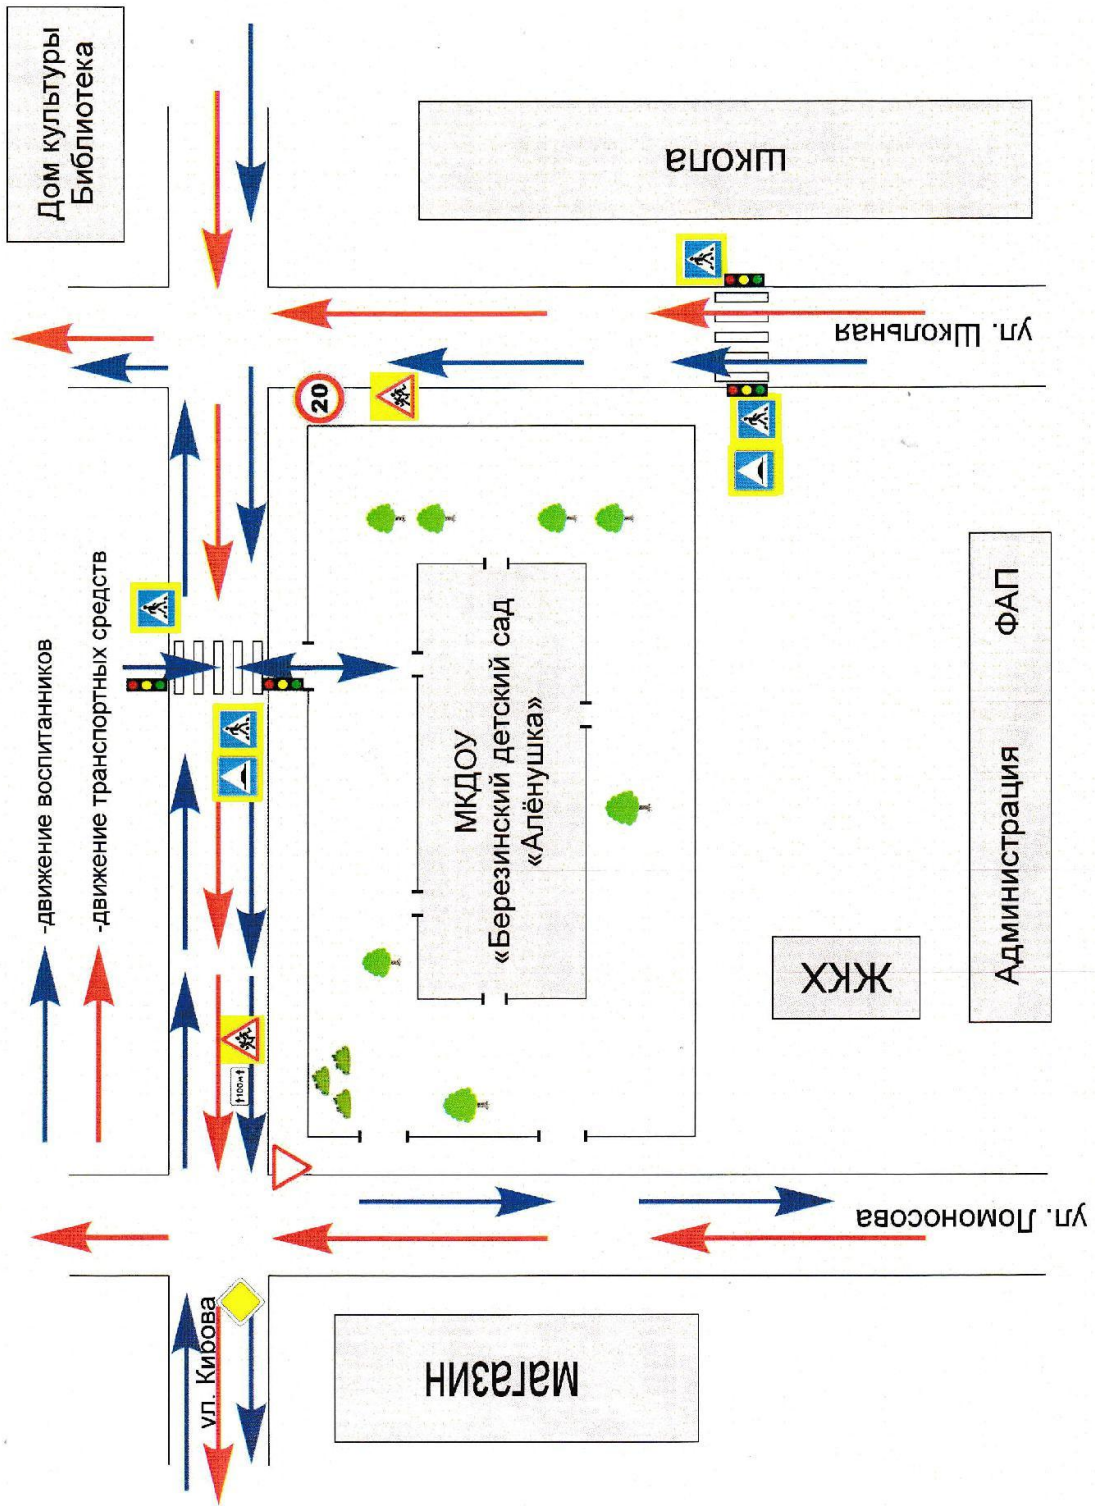 Дом культуры
Библиотека
школа
ул. Школьная
20
-движение воспитанников
-движение транспортных средств
МКДОУ
«Березинский детский сад
«Алёнушка»
ФАП
Администрация
ЖКХ
100м
ул. Ломоносова
ул. Кирова
магазин